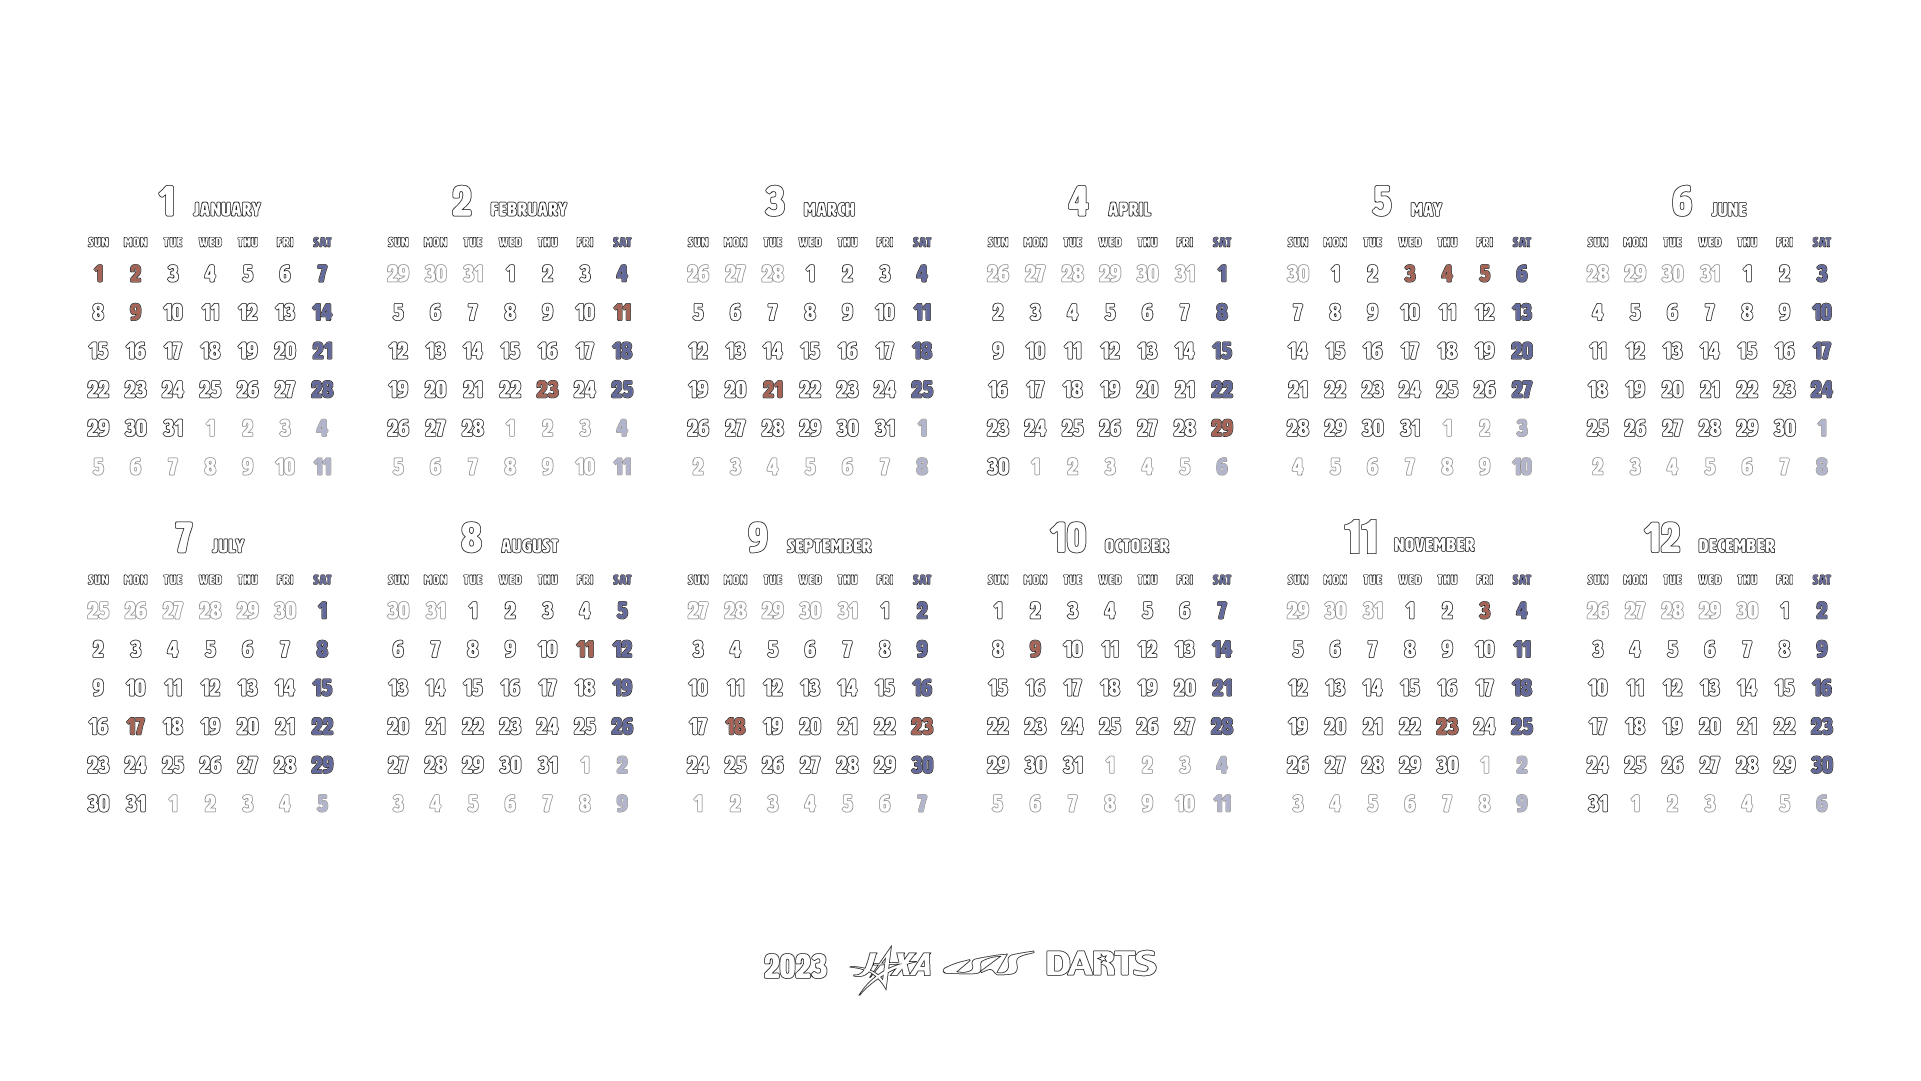 1 JANUARY
SUN MON TUE WED THU FRI SAT
1 2 3 4 5 6 7
8 9 10 11 12 13 14
15 16 17 18 19 20 21
22 23 24 25 26 27 28
29 30 31 1 2 3 4
5 6 7 8 9 10 11
2 FEBRUARY
SUN MON TUE WED THU FRI SAT
29 30 31 1 2 3 4
5 6 7 8 9 10 11
12 13 14 15 16 17 18
19 20 21 22 23 24 25
26 27 28 1 2 3 4
5 6 7 8 9 10 11
3 MARCH
SUN MON TUE WED THU FRI SAT
26 27 28 1 2 3 4
5 6 7 8 9 10 11
12 13 14 15 16 17 18
19 20 21 22 23 24 25
26 27 28 29 30 31 1
2 3 4 5 6 7 8
4 APRIL
SUN MON TUE WED THU FRI SAT
26 27 28 29 30 31 1
2 3 4 5 6 7 8
9 10 11 12 13 14 15
16 17 18 19 20 21 22
23 24 25 26 27 28 29
30 1 2 3 4 5 6
5 MAY
SUN MON TUE WED THU FRI SAT
30 1 2 3 4 5 6
7 8 9 10 11 12 13
14 15 16 17 18 19 20
21 22 23 24 25 26 27
28 29 30 31 1 2 3
4 5 6 7 8 9 10
6 JUNE
SUN MON TUE WED THU FRI SAT
28 29 30 31 1 2 3
4 5 6 7 8 9 10
11 12 13 14 15 16 17
18 19 20 21 22 23 24
25 26 27 28 29 30 1
2 3 4 5 6 7 8
7 JULY
SUN MON TUE WED THU FRI SAT
25 26 27 28 29 30 1
2 3 4 5 6 7 8
9 10 11 12 13 14 15
16 17 18 19 20 21 22
23 24 25 26 27 28 29
30 31 1 2 3 4 5
8 AUGUST
SUN MON TUE WED THU FRI SAT
30 31 1 2 3 4 5
6 7 8 9 10 11 12
13 14 15 16 17 18 19
20 21 22 23 24 25 26
27 28 29 30 31 1 2
3 4 5 6 7 8 9
9 SEPTEMBER
SUN MON TUE WED THU FRI SAT
27 28 29 30 31 1 2
3 4 5 6 7 8 9
10 11 12 13 14 15 16
17 18 19 20 21 22 23
24 25 26 27 28 29 30
1 2 3 4 5 6 7
10 OCTOBER
SUN MON TUE WED THU FRI SAT
1 2 3 4 5 6 7
8 9 10 11 12 13 14
15 16 17 18 19 20 21
22 23 24 25 26 27 28
29 30 31 1 2 3 4
5 6 7 8 9 10 11
11 NOVEMBER
SUN MON TUE WED THU FRI SAT
29 30 31 1 2 3 4
5 6 7 8 9 10 11
12 13 14 15 16 17 18
19 20 21 22 23 24 25
26 27 28 29 30 1 2
3 4 5 6 7 8 9
12 DECEMBER
SUN MON TUE WED THU FRI SAT
26 27 28 29 30 1 2
3 4 5 6 7 8 9
10 11 12 13 14 15 16
17 18 19 20 21 22 23
24 25 26 27 28 29 30
31 1 2 3 4 5 6
2023 JAXA ISAS DARTS